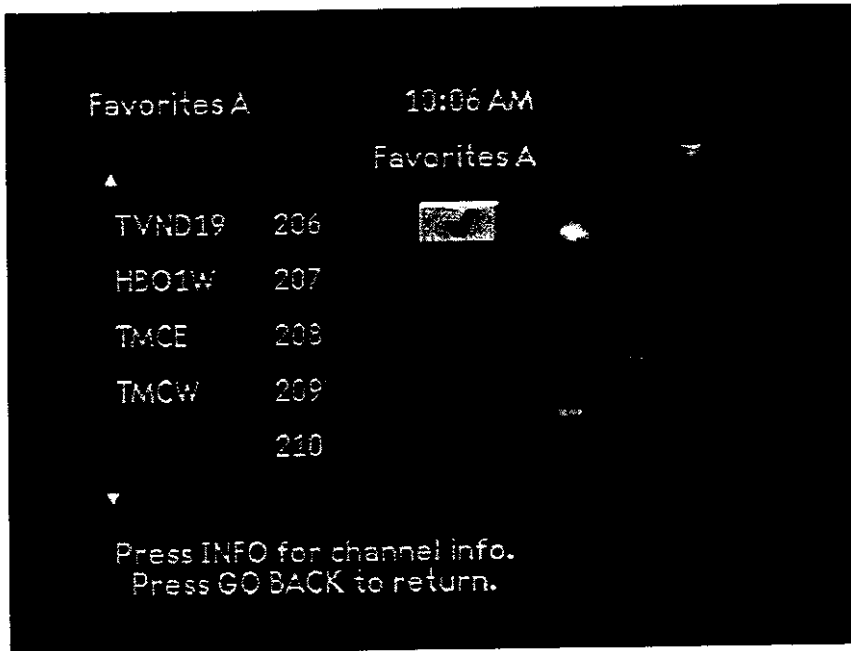 Favorites A 10:06 AM
Favorites A
TVND19 206
HBO1W 207
TMCE 208
TMCW 209
210
Press INFO for channel info.
Press GO BACK to return.